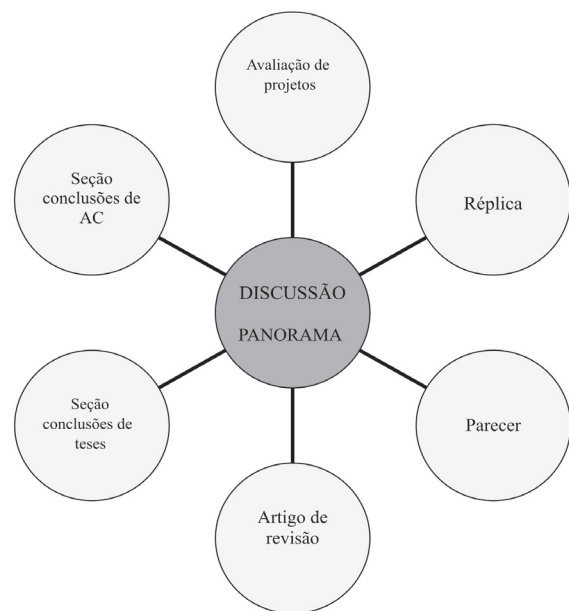 Avaliação de
projetos
Seção
conclusões de
AC
Réplica
DISCUSSÃO
PANORAMA
Seção
conclusões de
teses
Parecer
Artigo de
revisão